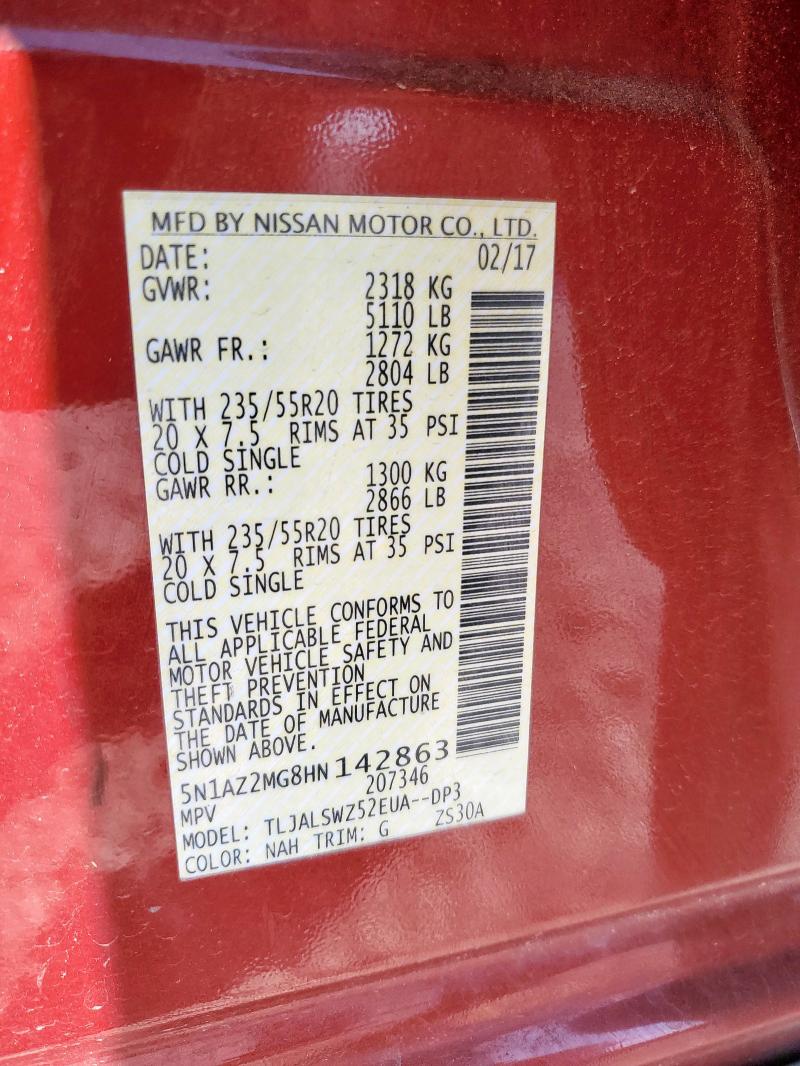 MFD BY NISSAN MOTOR CO., LTD.
DATE: 02/17
GVWR: 2318 KG
5110 LB
GAWR FR.: 1272 KG
2804 LB
WITH 235/55R20 TIRES
20 X 7.5 RIMS AT 35 PSI
COLD SINGLE
GAWR RR.: 1300 KG
2866 LB
WITH 235/55R20 TIRES
20 X 7.5 RIMS AT 35 PSI
COLD SINGLE
THIS VEHICLE CONFORMS TO
ALL APPLICABLE FEDERAL
MOTOR VEHICLE SAFETY AND
THEFT PREVENTION
STANDARDS IN EFFECT ON
THE DATE OF MANUFACTURE
SHOWN ABOVE.
5N1AZ2MG8HN142863
MPV 207346
MODEL: TLJALSWZ52EUA--DP3
COLOR: NAH TRIM: G ZS30A